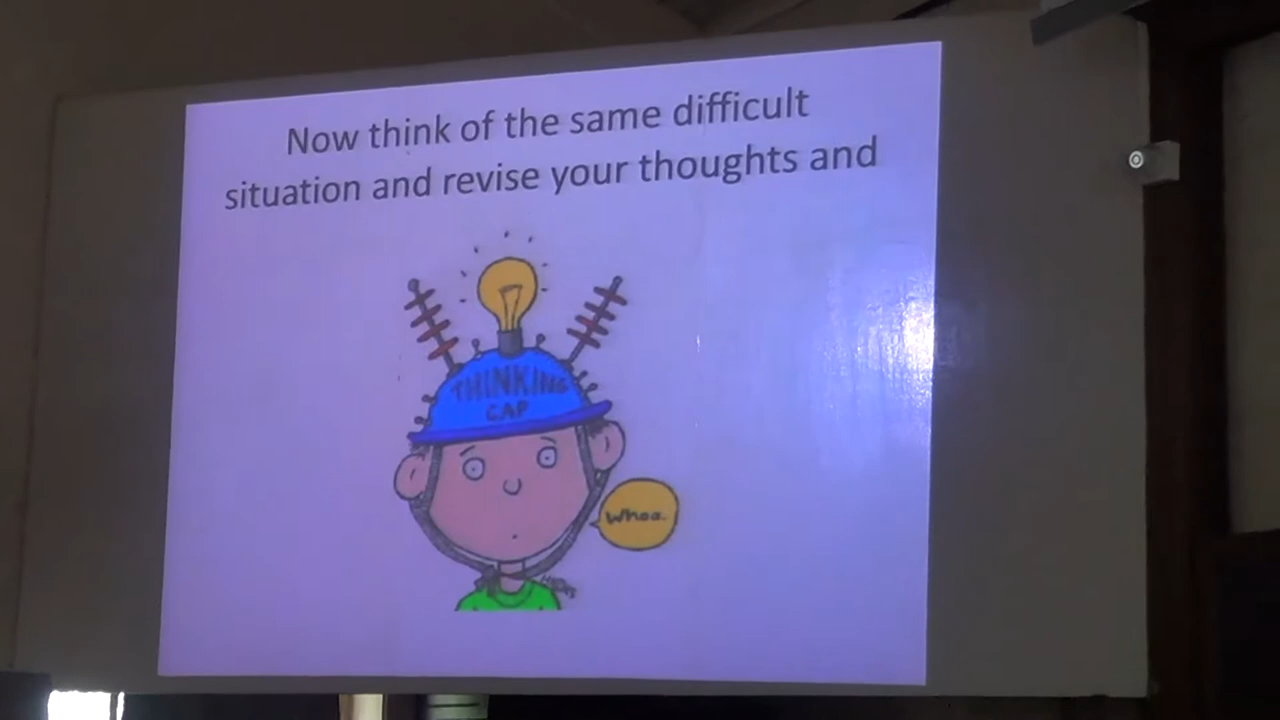 Now think of the same difficult
situation and revise your thoughts and
THINKING
CAP
Whoa.